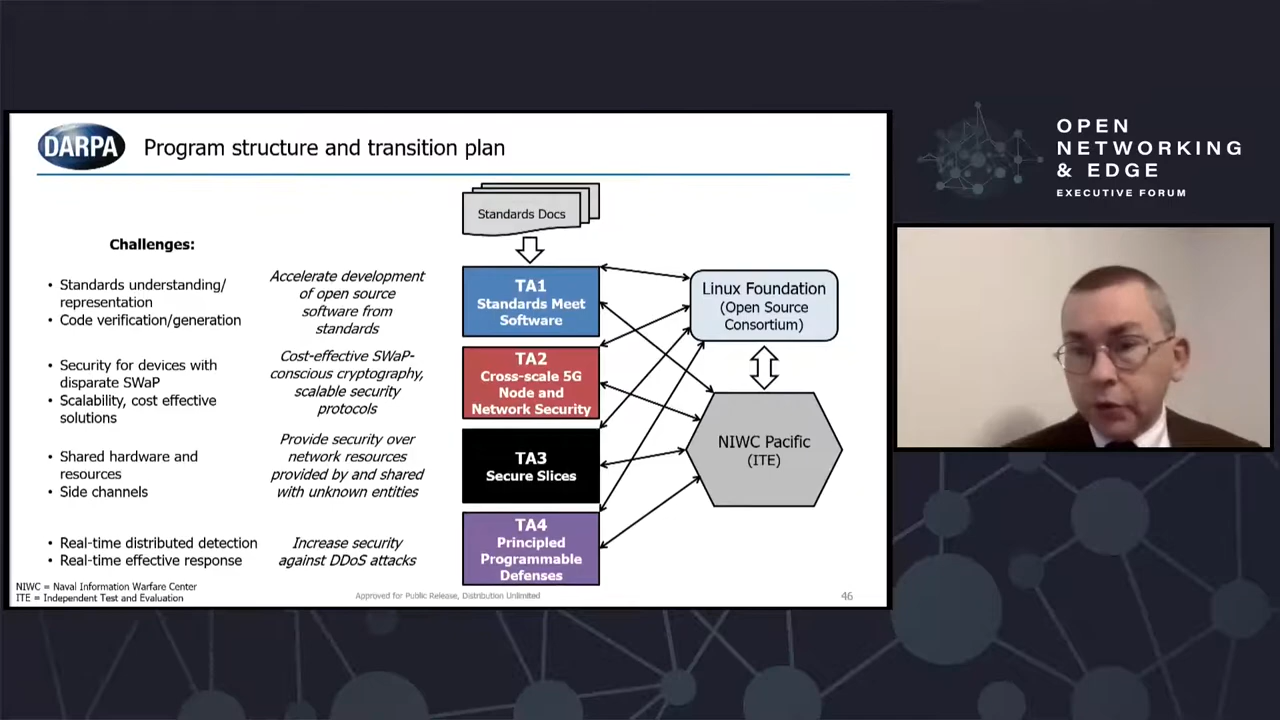 DARPA
Program structure and transition plan
Standards Docs
Challenges:
• Standards understanding/
representation
• Code verification/generation
Accelerate development
of open source
software from
standards
TA1
Standards Meet
Software
• Security for devices with
disparate SWaP
• Scalability, cost effective
solutions
Cost-effective SWaP-
conscious cryptography,
scalable security
protocols
TA2
Cross-scale 5G
Node and
Network Security
• Shared hardware and
resources
• Side channels
Provide security over
network resources
provided by and shared
with unknown entities
TA3
Secure Slices
• Real-time distributed detection
• Real-time effective response
Increase security
against DDoS attacks
TA4
Principled
Programmable
Defenses
Linux Foundation
(Open Source
Consortium)
NIWC Pacific
(ITE)
NIWC = Naval Information Warfare Center
ITE = Independent Test and Evaluation
Approved for Public Release, Distribution Unlimited
46
OPEN
NETWORKING
& EDGE
EXECUTIVE FORUM